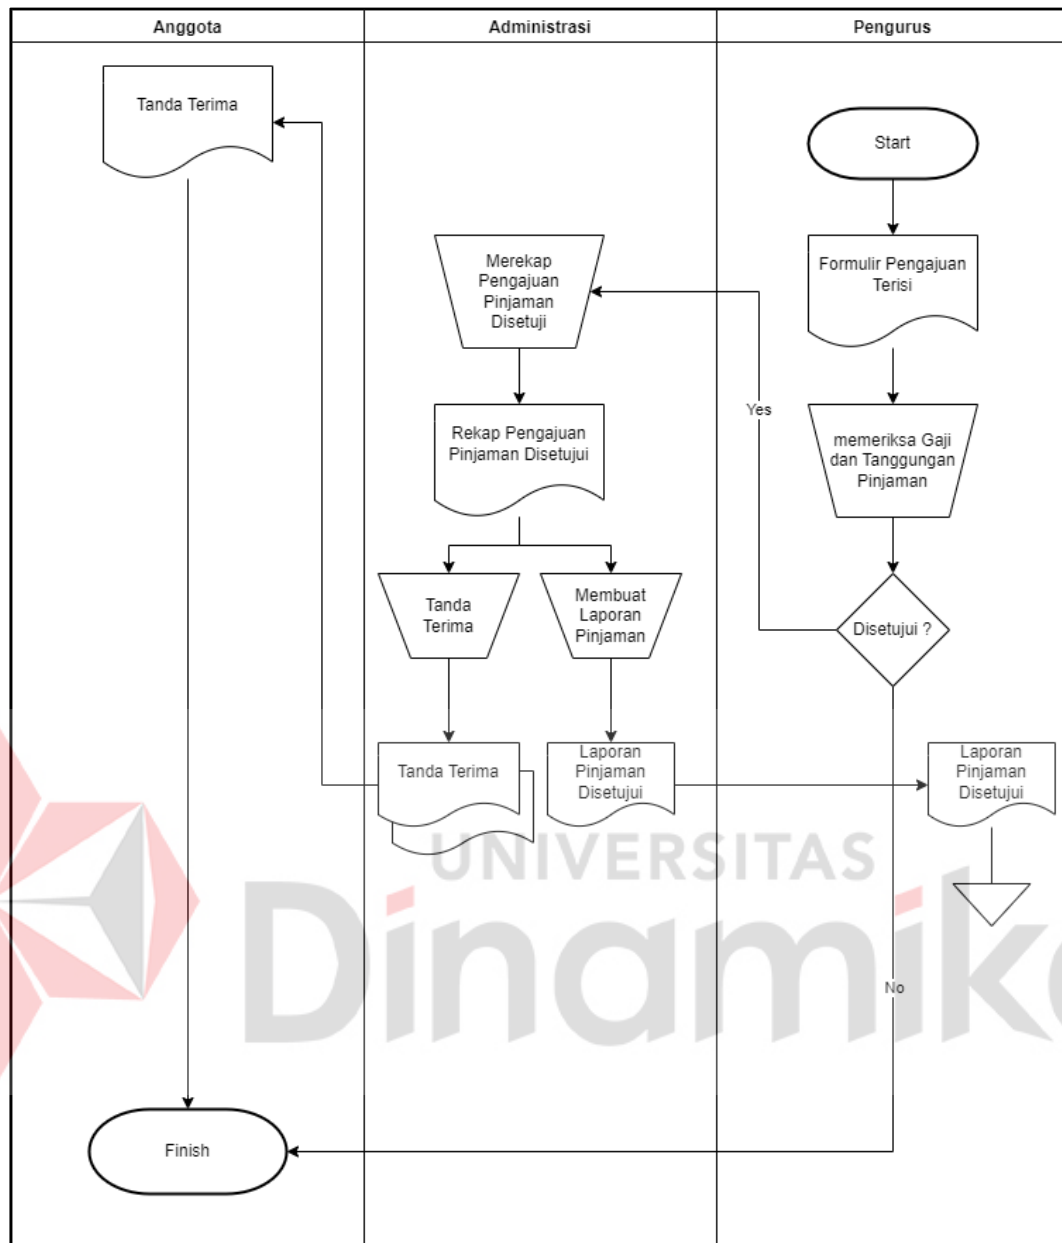 Anggota
Administrasi
Pengurus
Tanda Terima
Start
Merekap
Pengajuan
Pinjaman
Disetuji
Formulir Pengajuan
Terisi
Yes
Rekap Pengajuan
Pinjaman Disetujui
memeriksa Gaji
dan Tanggungan
Pinjaman
Tanda
Terima
Membuat
Laporan
Pinjaman
Disetujui ?
Tanda Terima
Laporan
Pinjaman
Disetujui
Laporan
Pinjaman
Disetujui
UNIVERSITAS
Dinamika
No
Finish